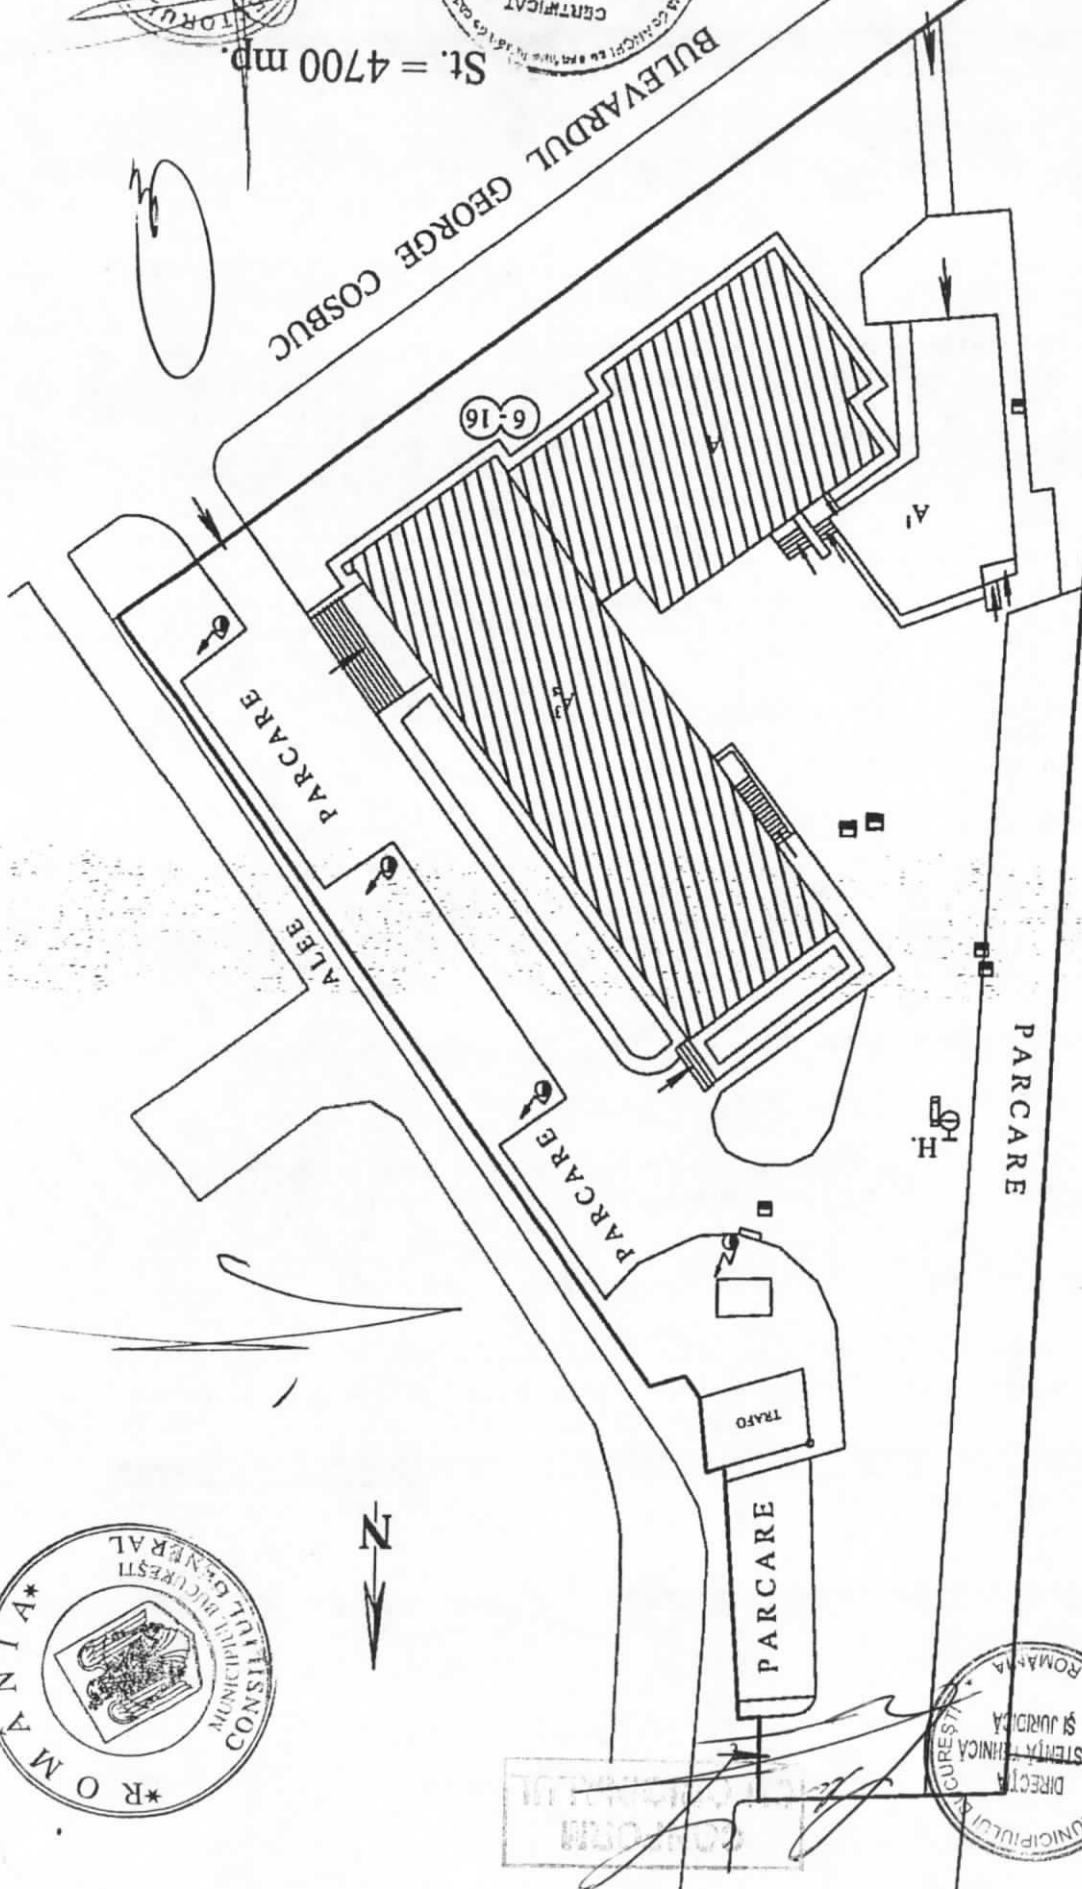 CERTIFICAT
St. = 4700 mp.
BULEVARDUL GEORGE COSBUC
6 - 16
A
A'
PARCARE
ALEE
PARCARE
PARCARE
H.
TRAFO
PARCARE
N
*ROMANIA*
CONSILIUL GENERAL
MUNICIPIUL BUCUREȘTI
ROMÂNIA
DIRECȚIA
TEHNICĂ
ȘI JURIDICĂ